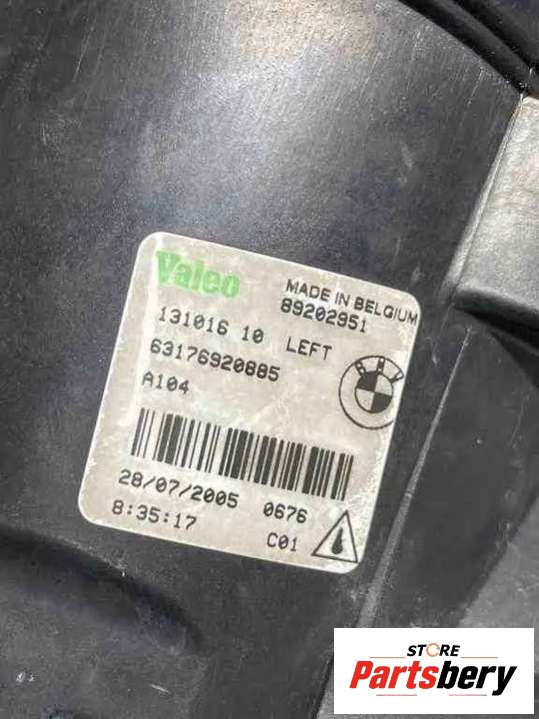 Valeo
MADE IN BELGIUM
89202951
131016 10 LEFT
63176920885
A104
BMW
28/07/2005 0676
8:35:17 C01
STORE
Partsbery